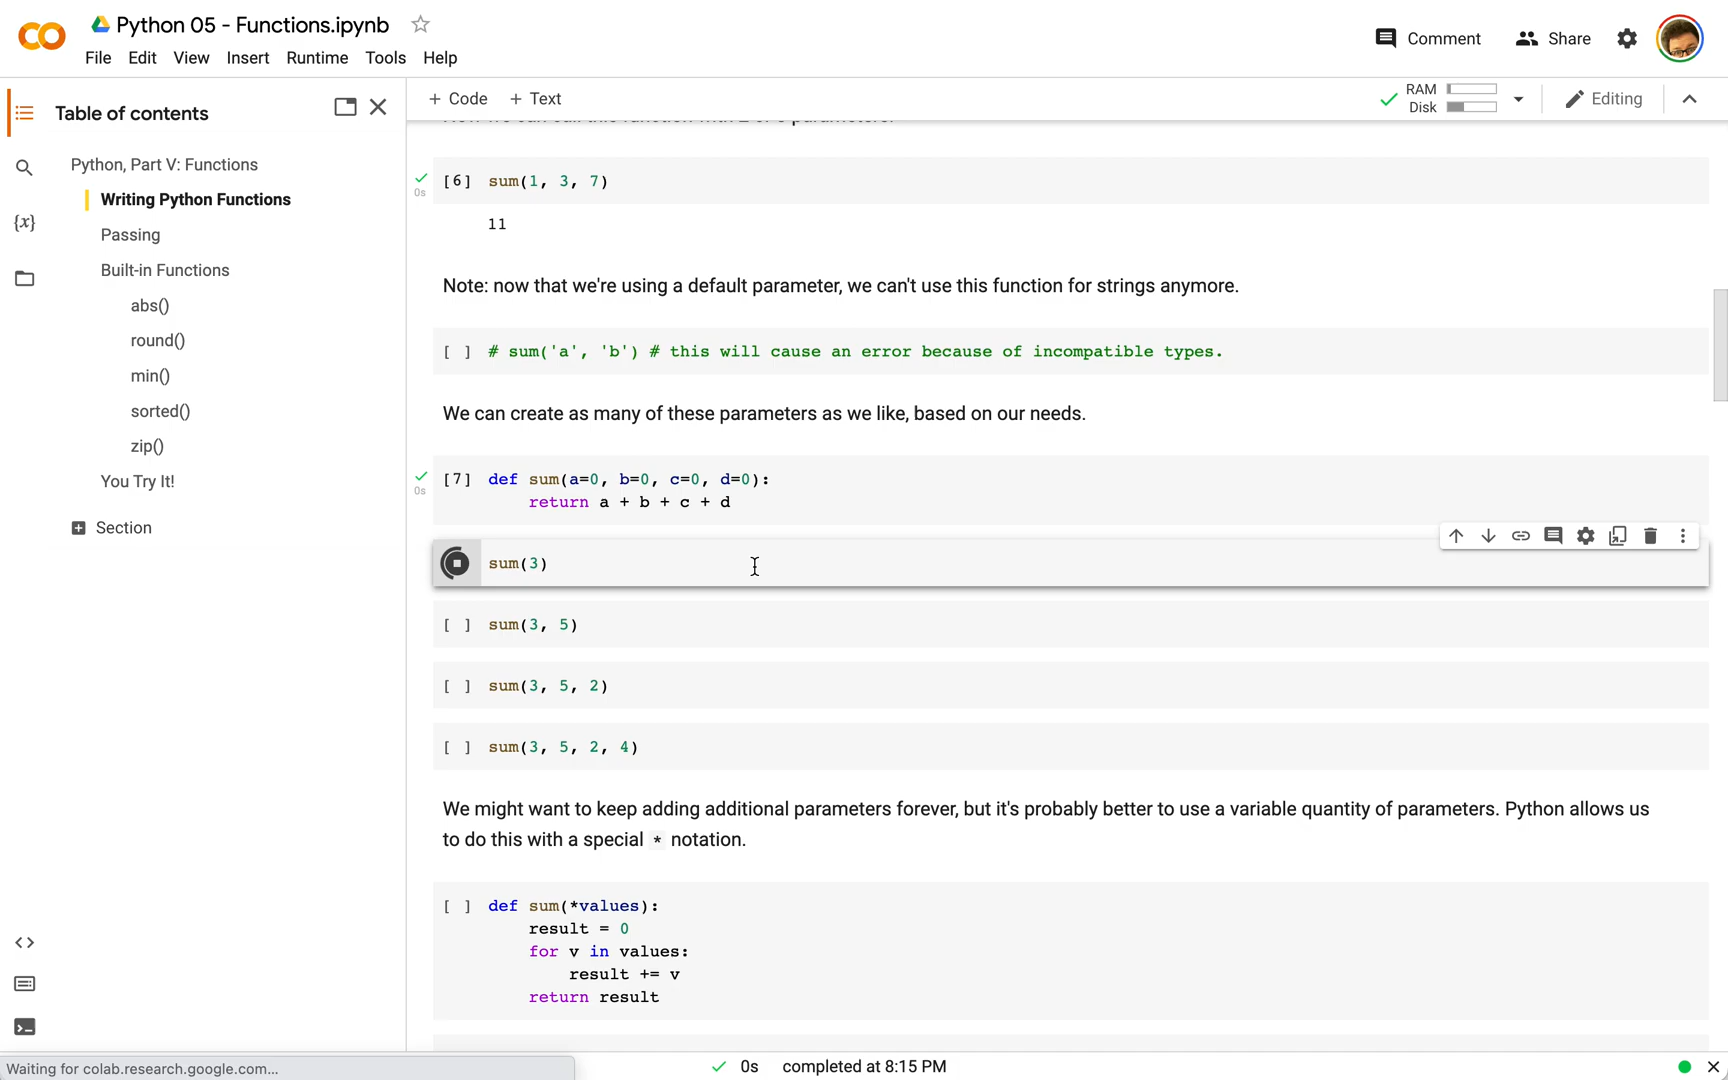 Python 05 - Functions.ipynb
File Edit View Insert Runtime Tools Help
Comment
Share
Table of contents
Python, Part V: Functions
Writing Python Functions
Passing
Built-in Functions
abs()
round()
min()
sorted()
zip()
You Try It!
Section
{x}
+ Code + Text
RAM
Disk
Editing
[6] sum(1, 3, 7)
0s
11
Note: now that we're using a default parameter, we can't use this function for strings anymore.
[ ] # sum('a', 'b') # this will cause an error because of incompatible types.
We can create as many of these parameters as we like, based on our needs.
[7] def sum(a=0, b=0, c=0, d=0):
0s
return a + b + c + d
sum(3)
[ ] sum(3, 5)
[ ] sum(3, 5, 2)
[ ] sum(3, 5, 2, 4)
We might want to keep adding additional parameters forever, but it's probably better to use a variable quantity of parameters. Python allows us
to do this with a special * notation.
[ ] def sum(*values):
result = 0
for v in values:
result += v
return result
Waiting for colab.research.google.com...
0s completed at 8:15 PM